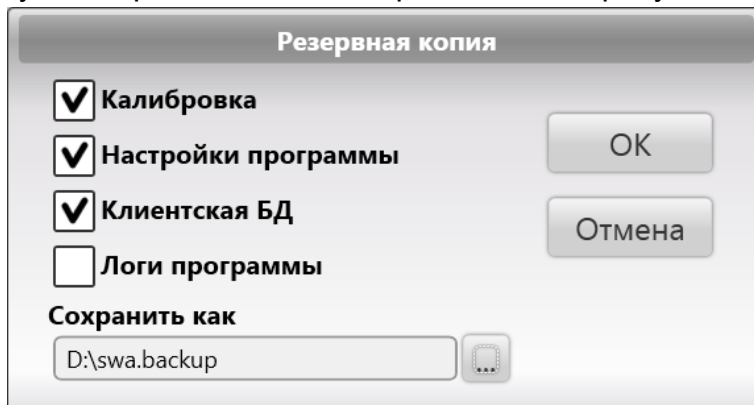 Резервная копия
Калибровка
Настройки программы
Клиентская БД
Логи программы
OK
Отмена
Сохранить как
D:\swa.backup
...